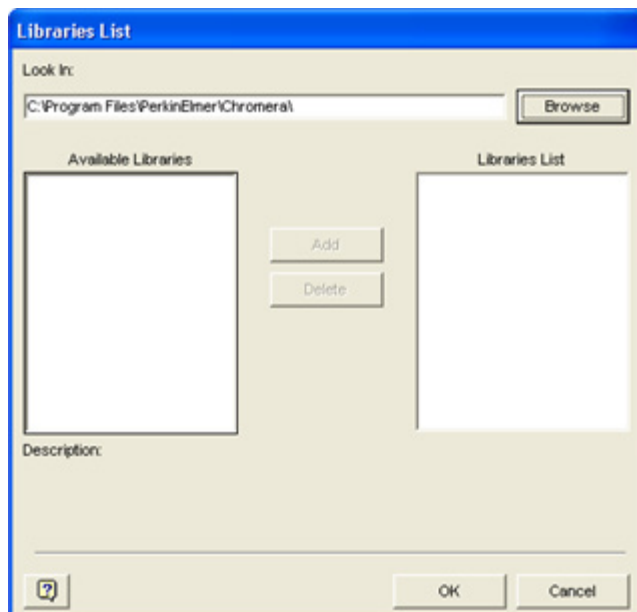 Libraries List
Look In:
C:\Program Files\PerkinElmer\Chromera\
Browse
Available Libraries
Libraries List
Add
Delete
Description:
?
OK
Cancel